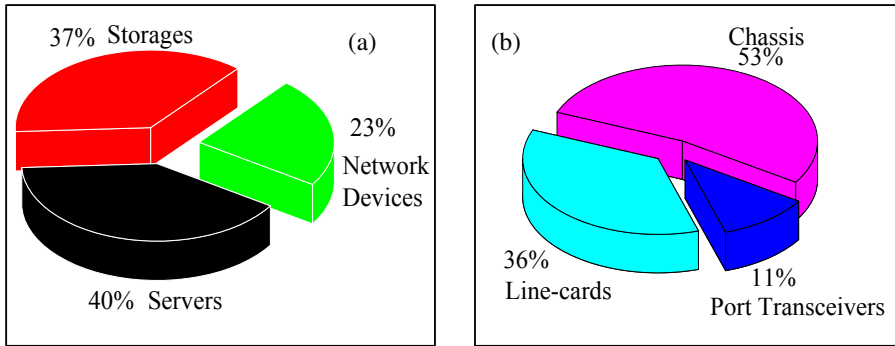 37% Storages
(a)
23%
Network
Devices
40% Servers
(b)
Chassis
53%
36%
Line-cards
11%
Port Transceivers